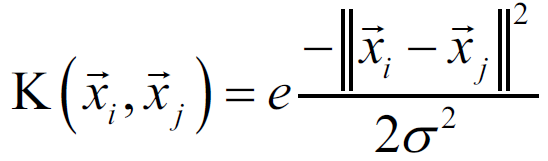 K(x⃗ᵢ, x⃗ⱼ) = e −‖x⃗ᵢ − x⃗ⱼ‖² / 2σ²